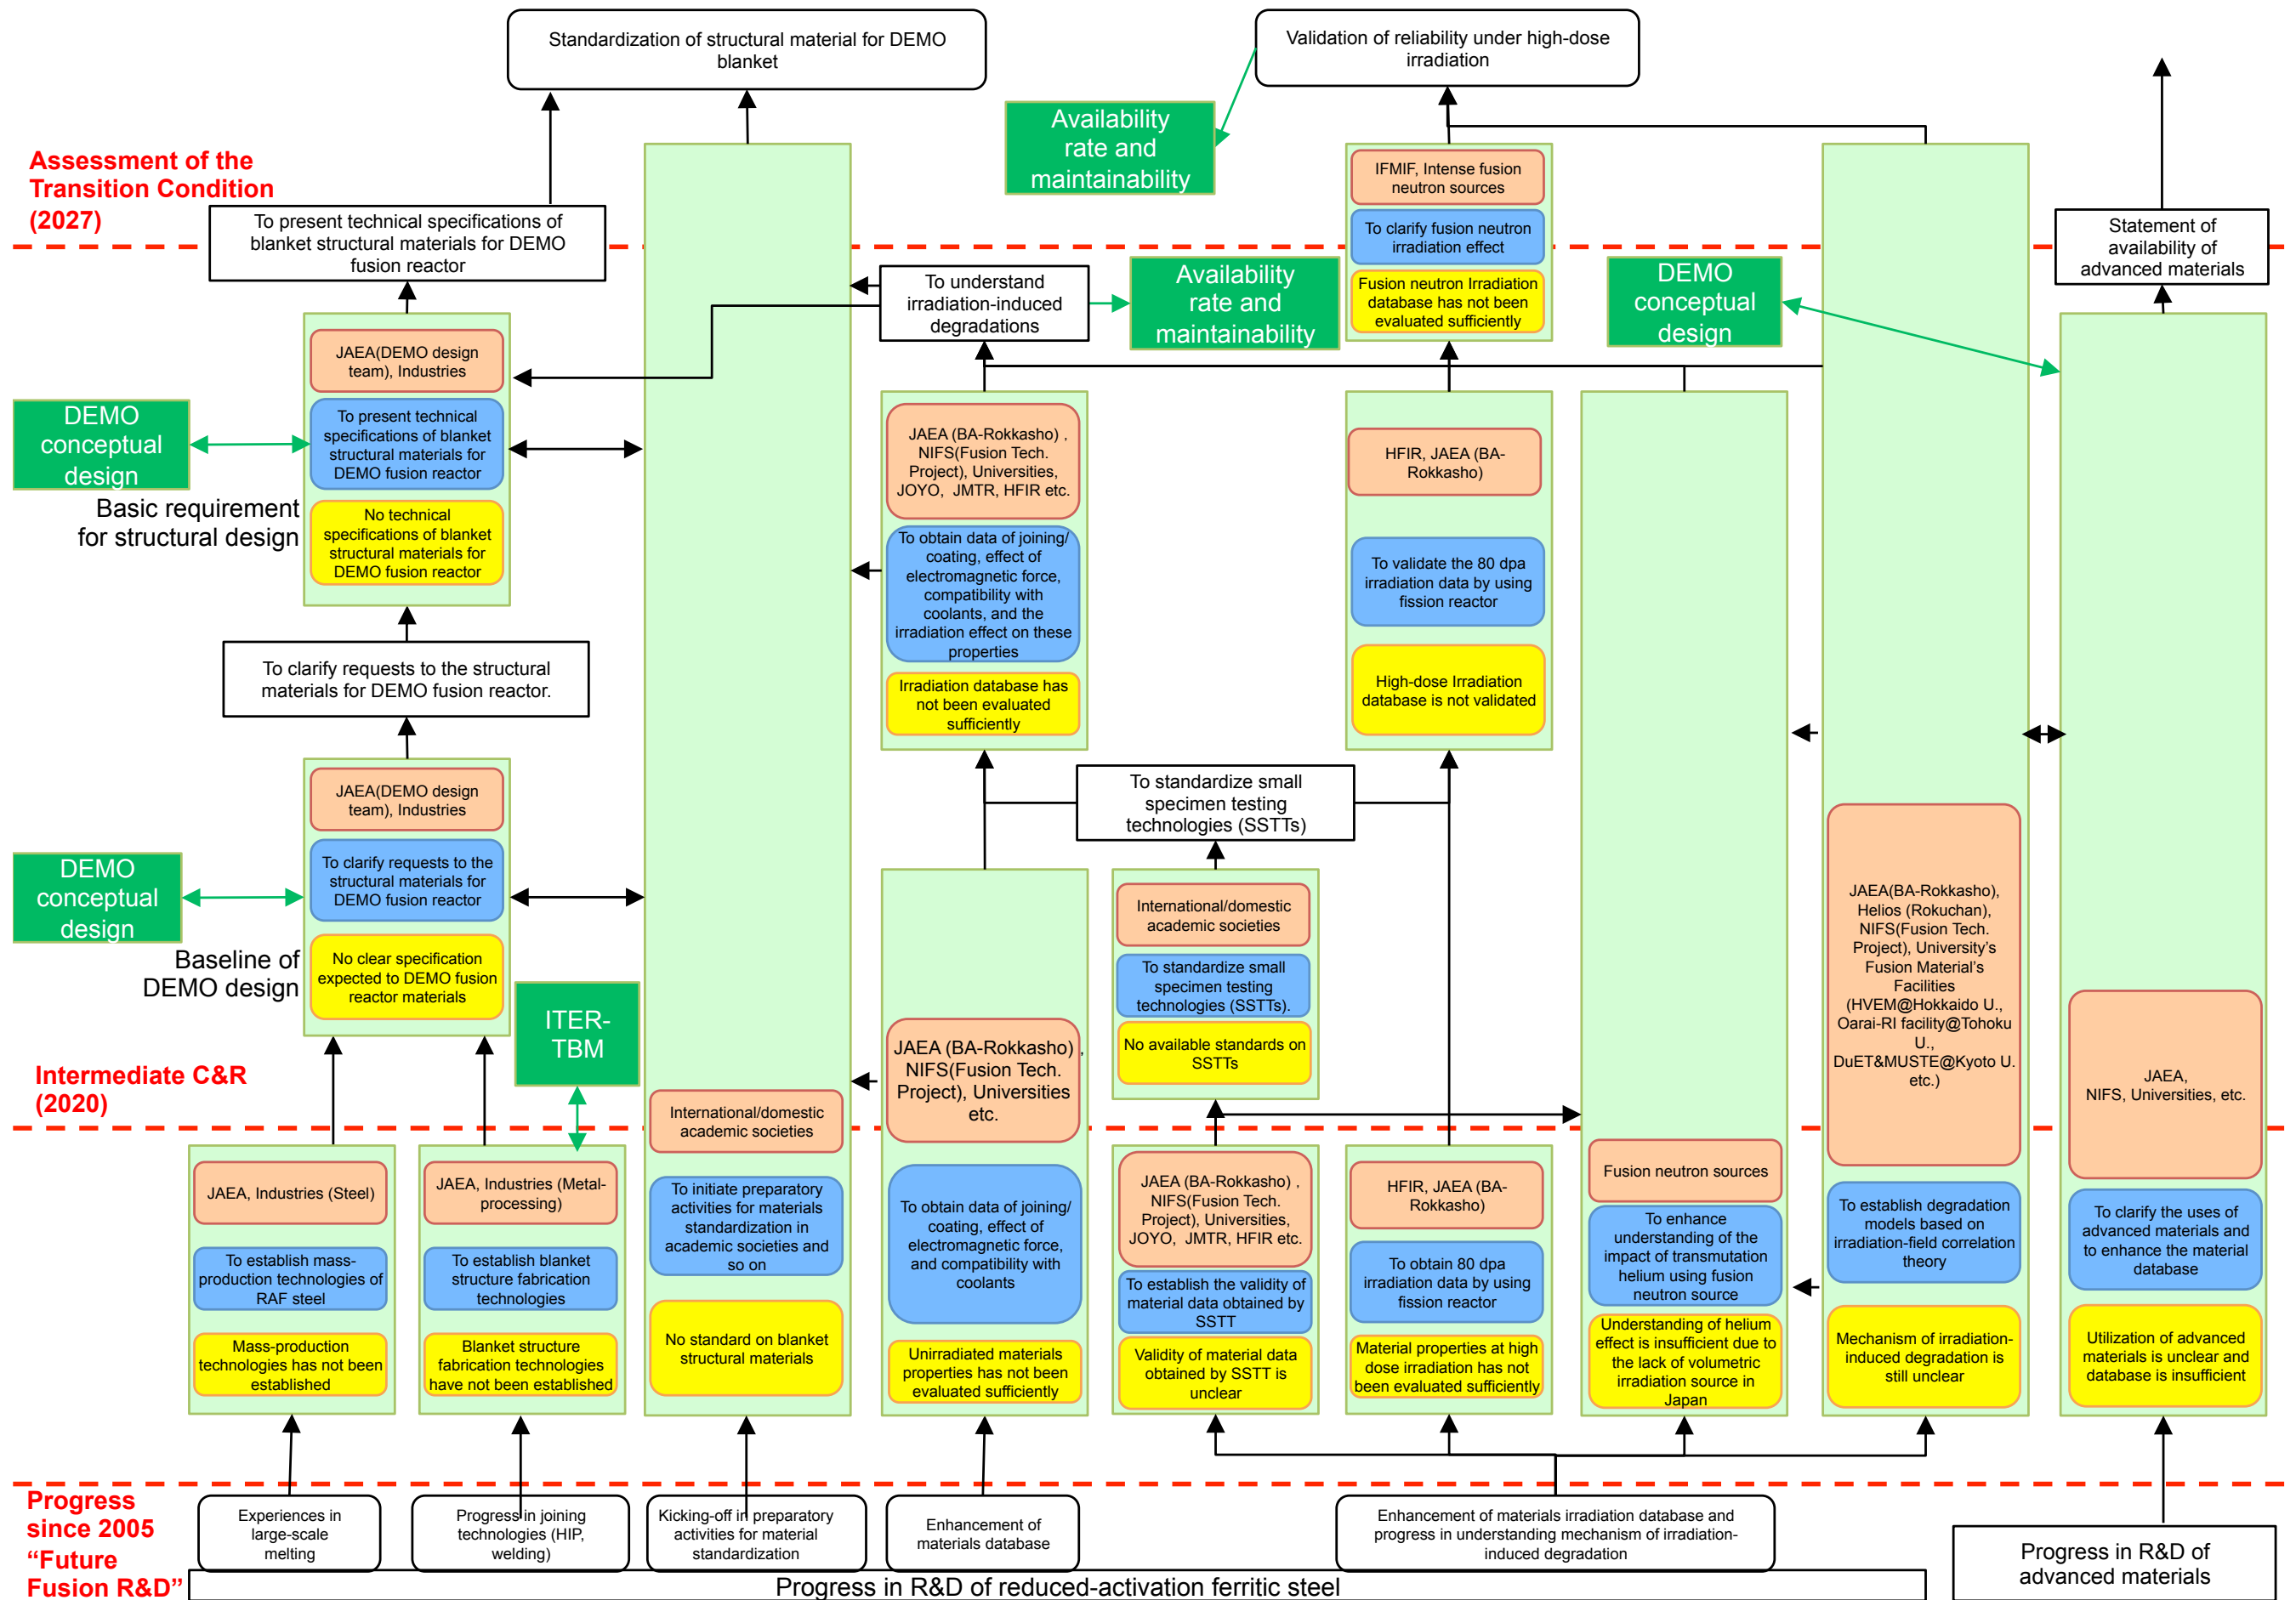 Standardization of structural material for DEMO
blanket
Validation of reliability under high-dose
irradiation
Availability
rate and
maintainability
Assessment of the
Transition Condition
(2027)
IFMIF, Intense fusion
neutron sources
To clarify fusion neutron
irradiation effect
Fusion neutron Irradiation
database has not been
evaluated sufficiently
To present technical specifications of
blanket structural materials for DEMO
fusion reactor
Statement of
availability of
advanced materials
To understand
irradiation-induced
degradations
Availability
rate and
maintainability
DEMO
conceptual
design
JAEA(DEMO design
team), Industries
To present technical
specifications of blanket
structural materials for
DEMO fusion reactor
No technical
specifications of blanket
structural materials for
DEMO fusion reactor
DEMO
conceptual
design
Basic requirement
for structural design
JAEA (BA-Rokkasho) ,
NIFS(Fusion Tech.
Project), Universities,
JOYO,  JMTR, HFIR etc.
To obtain data of joining/
coating, effect of
electromagnetic force,
compatibility with
coolants, and the
irradiation effect on these
properties
Irradiation database has
not been evaluated
sufficiently
HFIR, JAEA (BA-
Rokkasho)
To validate the 80 dpa
irradiation data by using
fission reactor
High-dose Irradiation
database is not validated
To clarify requests to the structural
materials for DEMO fusion reactor.
To standardize small
specimen testing
technologies (SSTTs)
JAEA(DEMO design
team), Industries
To clarify requests to the
structural materials for
DEMO fusion reactor
No clear specification
expected to DEMO fusion
reactor materials
DEMO
conceptual
design
Baseline of
DEMO design
ITER-
TBM
International/domestic
academic societies
To standardize small
specimen testing
technologies (SSTTs).
No available standards on
SSTTs
Intermediate C&R
(2020)
JAEA, Industries (Steel)
To establish mass-
production technologies of
RAF steel
Mass-production
technologies has not been
established
JAEA, Industries (Metal-
processing)
To establish blanket
structure fabrication
technologies
Blanket structure
fabrication technologies
have not been established
International/domestic
academic societies
To initiate preparatory
activities for materials
standardization in
academic societies and
so on
No standard on blanket
structural materials
JAEA (BA-Rokkasho) ,
NIFS(Fusion Tech.
Project), Universities
etc.
To obtain data of joining/
coating, effect of
electromagnetic force,
and compatibility with
coolants
Unirradiated materials
properties has not been
evaluated sufficiently
JAEA (BA-Rokkasho) ,
NIFS(Fusion Tech.
Project), Universities,
JOYO,  JMTR, HFIR etc.
To establish the validity of
material data obtained by
SSTT
Validity of material data
obtained by SSTT is
unclear
HFIR, JAEA (BA-
Rokkasho)
To obtain 80 dpa
irradiation data by using
fission reactor
Material properties at high
dose irradiation has not
been evaluated sufficiently
Fusion neutron sources
To enhance
understanding of the
impact of transmutation
helium using fusion
neutron source
Understanding of helium
effect is insufficient due to
the lack of volumetric
irradiation source in
Japan
JAEA(BA-Rokkasho),
Helios (Rokuchan),
NIFS(Fusion Tech.
Project), University's
Fusion Material's
Facilities
(HVEM@Hokkaido U.,
Oarai-RI facility@Tohoku
U.,
DuET&MUSTE@Kyoto U.
etc.)
To establish degradation
models based on
irradiation-field correlation
theory
Mechanism of irradiation-
induced degradation is
still unclear
JAEA,
NIFS, Universities, etc.
To clarify the uses of
advanced materials and
to enhance the material
database
Utilization of advanced
materials is unclear and
database is insufficient
Progress
since 2005
“Future
Fusion R&D”
Experiences in
large-scale
melting
Progress in joining
technologies (HIP,
welding)
Kicking-off in preparatory
activities for material
standardization
Enhancement of
materials database
Enhancement of materials irradiation database and
progress in understanding mechanism of irradiation-
induced degradation
Progress in R&D of
advanced materials
Progress in R&D of reduced-activation ferritic steel